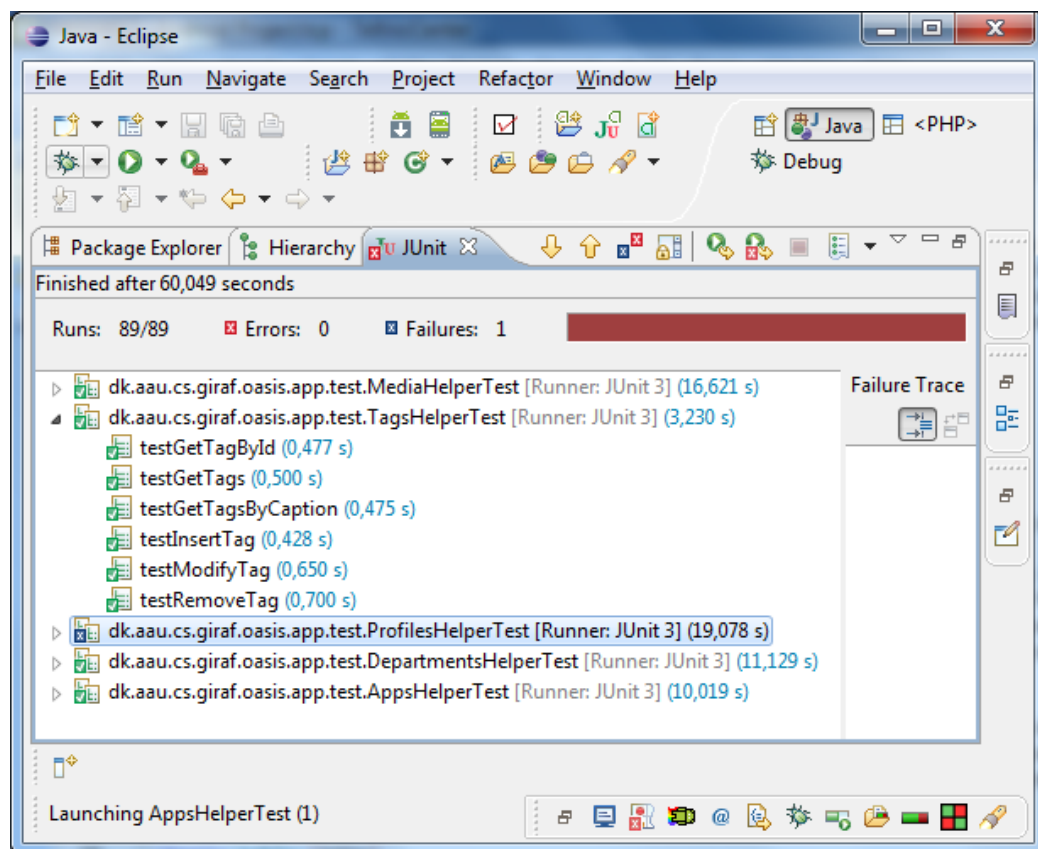 Java - Eclipse
File Edit Run Navigate Search Project Refactor Window Help
Java <PHP>
Debug
Package Explorer Hierarchy JUnit
Finished after 60,049 seconds
Runs: 89/89 Errors: 0 Failures: 1
dk.aau.cs.giraf.oasis.app.test.MediaHelperTest [Runner: JUnit 3] (16,621 s)
Failure Trace
dk.aau.cs.giraf.oasis.app.test.TagsHelperTest [Runner: JUnit 3] (3,230 s)
testGetTagById (0,477 s)
testGetTags (0,500 s)
testGetTagsByCaption (0,475 s)
testInsertTag (0,428 s)
testModifyTag (0,650 s)
testRemoveTag (0,700 s)
dk.aau.cs.giraf.oasis.app.test.ProfilesHelperTest [Runner: JUnit 3] (19,078 s)
dk.aau.cs.giraf.oasis.app.test.DepartmentsHelperTest [Runner: JUnit 3] (11,129 s)
dk.aau.cs.giraf.oasis.app.test.AppsHelperTest [Runner: JUnit 3] (10,019 s)
Launching AppsHelperTest (1)